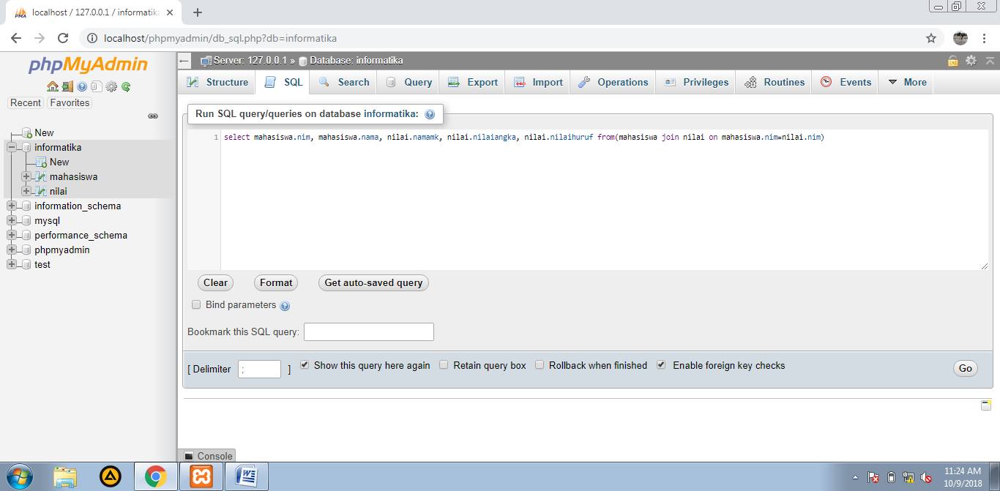 localhost / 127.0.0.1 / informatika
localhost/phpmyadmin/db_sql.php?db=informatika
phpMyAdmin
Recent Favorites
New
informatika
New
mahasiswa
nilai
information_schema
mysql
performance_schema
phpmyadmin
test
Server: 127.0.0.1 » Database: informatika
Structure SQL Search Query Export Import Operations Privileges Routines Events More
Run SQL query/queries on database informatika:
1 select mahasiswa.nim, mahasiswa.nama, nilai.namamk, nilai.nilaiangka, nilai.nilaihuruf from(mahasiswa join nilai on mahasiswa.nim=nilai.nim)
Clear Format Get auto-saved query
Bind parameters
Bookmark this SQL query:
[ Delimiter ; ] Show this query here again Retain query box Rollback when finished Enable foreign key checks Go
Console
11:24 AM
10/9/2018